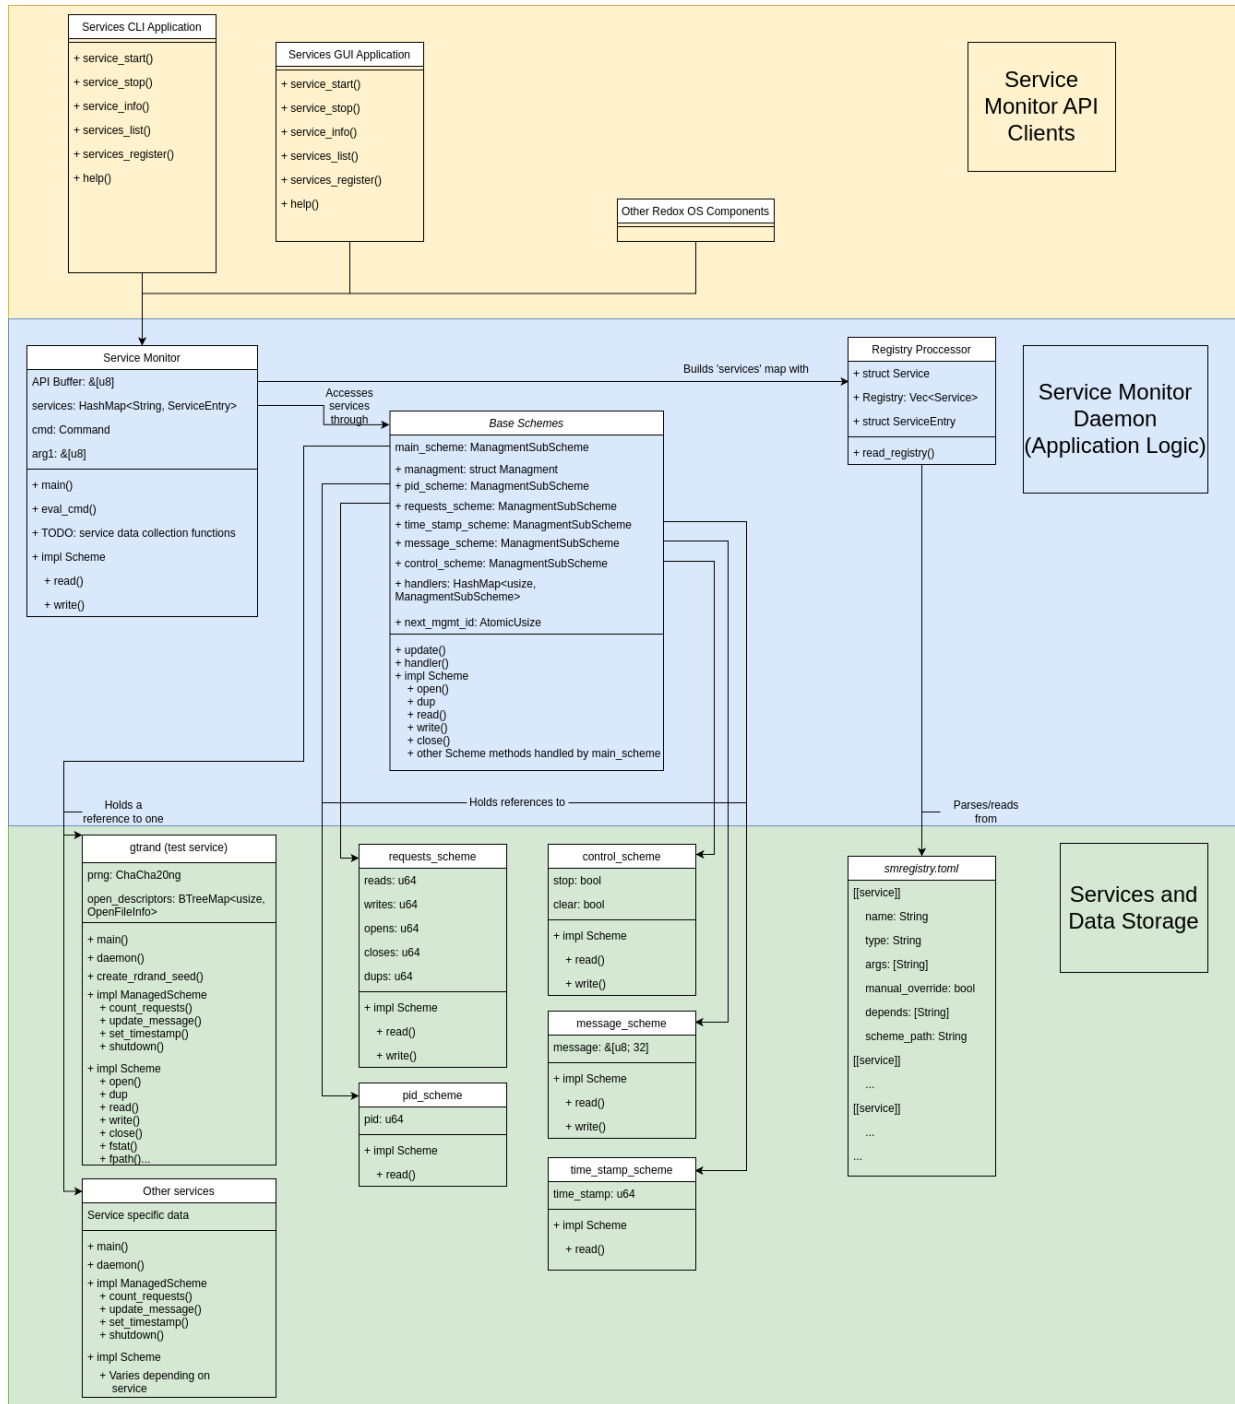 Services CLI Application
+ service_start()
+ service_stop()
+ service_info()
+ services_list()
+ services_register()
+ help()
Services GUI Application
+ service_start()
+ service_stop()
+ service_info()
+ services_list()
+ services_register()
+ help()
Other Redox OS Components
Service
Monitor API
Clients
Service Monitor
API Buffer: &[u8]
services: HashMap<String, ServiceEntry>
cmd: Command
arg1: &[u8]
+ main()
+ eval_cmd()
+ TODO: service data collection functions
+ impl Scheme
+ read()
+ write()
Accesses
services
through
Builds 'services' map with
Base Schemes
main_scheme: ManagmentSubScheme
+ managment: struct Managment
+ pid_scheme: ManagmentSubScheme
+ requests_scheme: ManagmentSubScheme
+ time_stamp_scheme: ManagmentSubScheme
+ message_scheme: ManagmentSubScheme
+ control_scheme: ManagmentSubScheme
+ handlers: HashMap<usize,
ManagmentSubScheme>
+ next_mgmt_id: AtomicUsize
+ update()
+ handler()
+ impl Scheme
+ open()
+ dup
+ read()
+ write()
+ close()
+ other Scheme methods handled by main_scheme
Registry Proccessor
+ struct Service
+ Registry: Vec<Service>
+ struct ServiceEntry
+ read_registry()
Service Monitor
Daemon
(Application Logic)
Holds a
reference to one
Holds references to
Parses/reads
from
gtrand (test service)
prng: ChaCha20ng
open_descriptors: BTreeMap<usize,
OpenFileInfo>
+ main()
+ daemon()
+ create_rdrand_seed()
+ impl ManagedScheme
+ count_requests()
+ update_message()
+ set_timestamp()
+ shutdown()
+ impl Scheme
+ open()
+ dup
+ read()
+ write()
+ close()
+ fstat()
+ fpath()...
Other services
Service specific data
+ main()
+ daemon()
+ impl ManagedScheme
+ count_requests()
+ update_message()
+ set_timestamp()
+ shutdown()
+ impl Scheme
+ Varies depending on
service
requests_scheme
reads: u64
writes: u64
opens: u64
closes: u64
dups: u64
+ impl Scheme
+ read()
+ write()
pid_scheme
pid: u64
+ impl Scheme
+ read()
control_scheme
stop: bool
clear: bool
+ impl Scheme
+ read()
+ write()
message_scheme
message: &[u8; 32]
+ impl Scheme
+ read()
+ write()
time_stamp_scheme
time_stamp: u64
+ impl Scheme
+ read()
smregistry.toml
[[service]]
name: String
type: String
args: [String]
manual_override: bool
depends: [String]
scheme_path: String
[[service]]
...
[[service]]
...
...
Services and
Data Storage